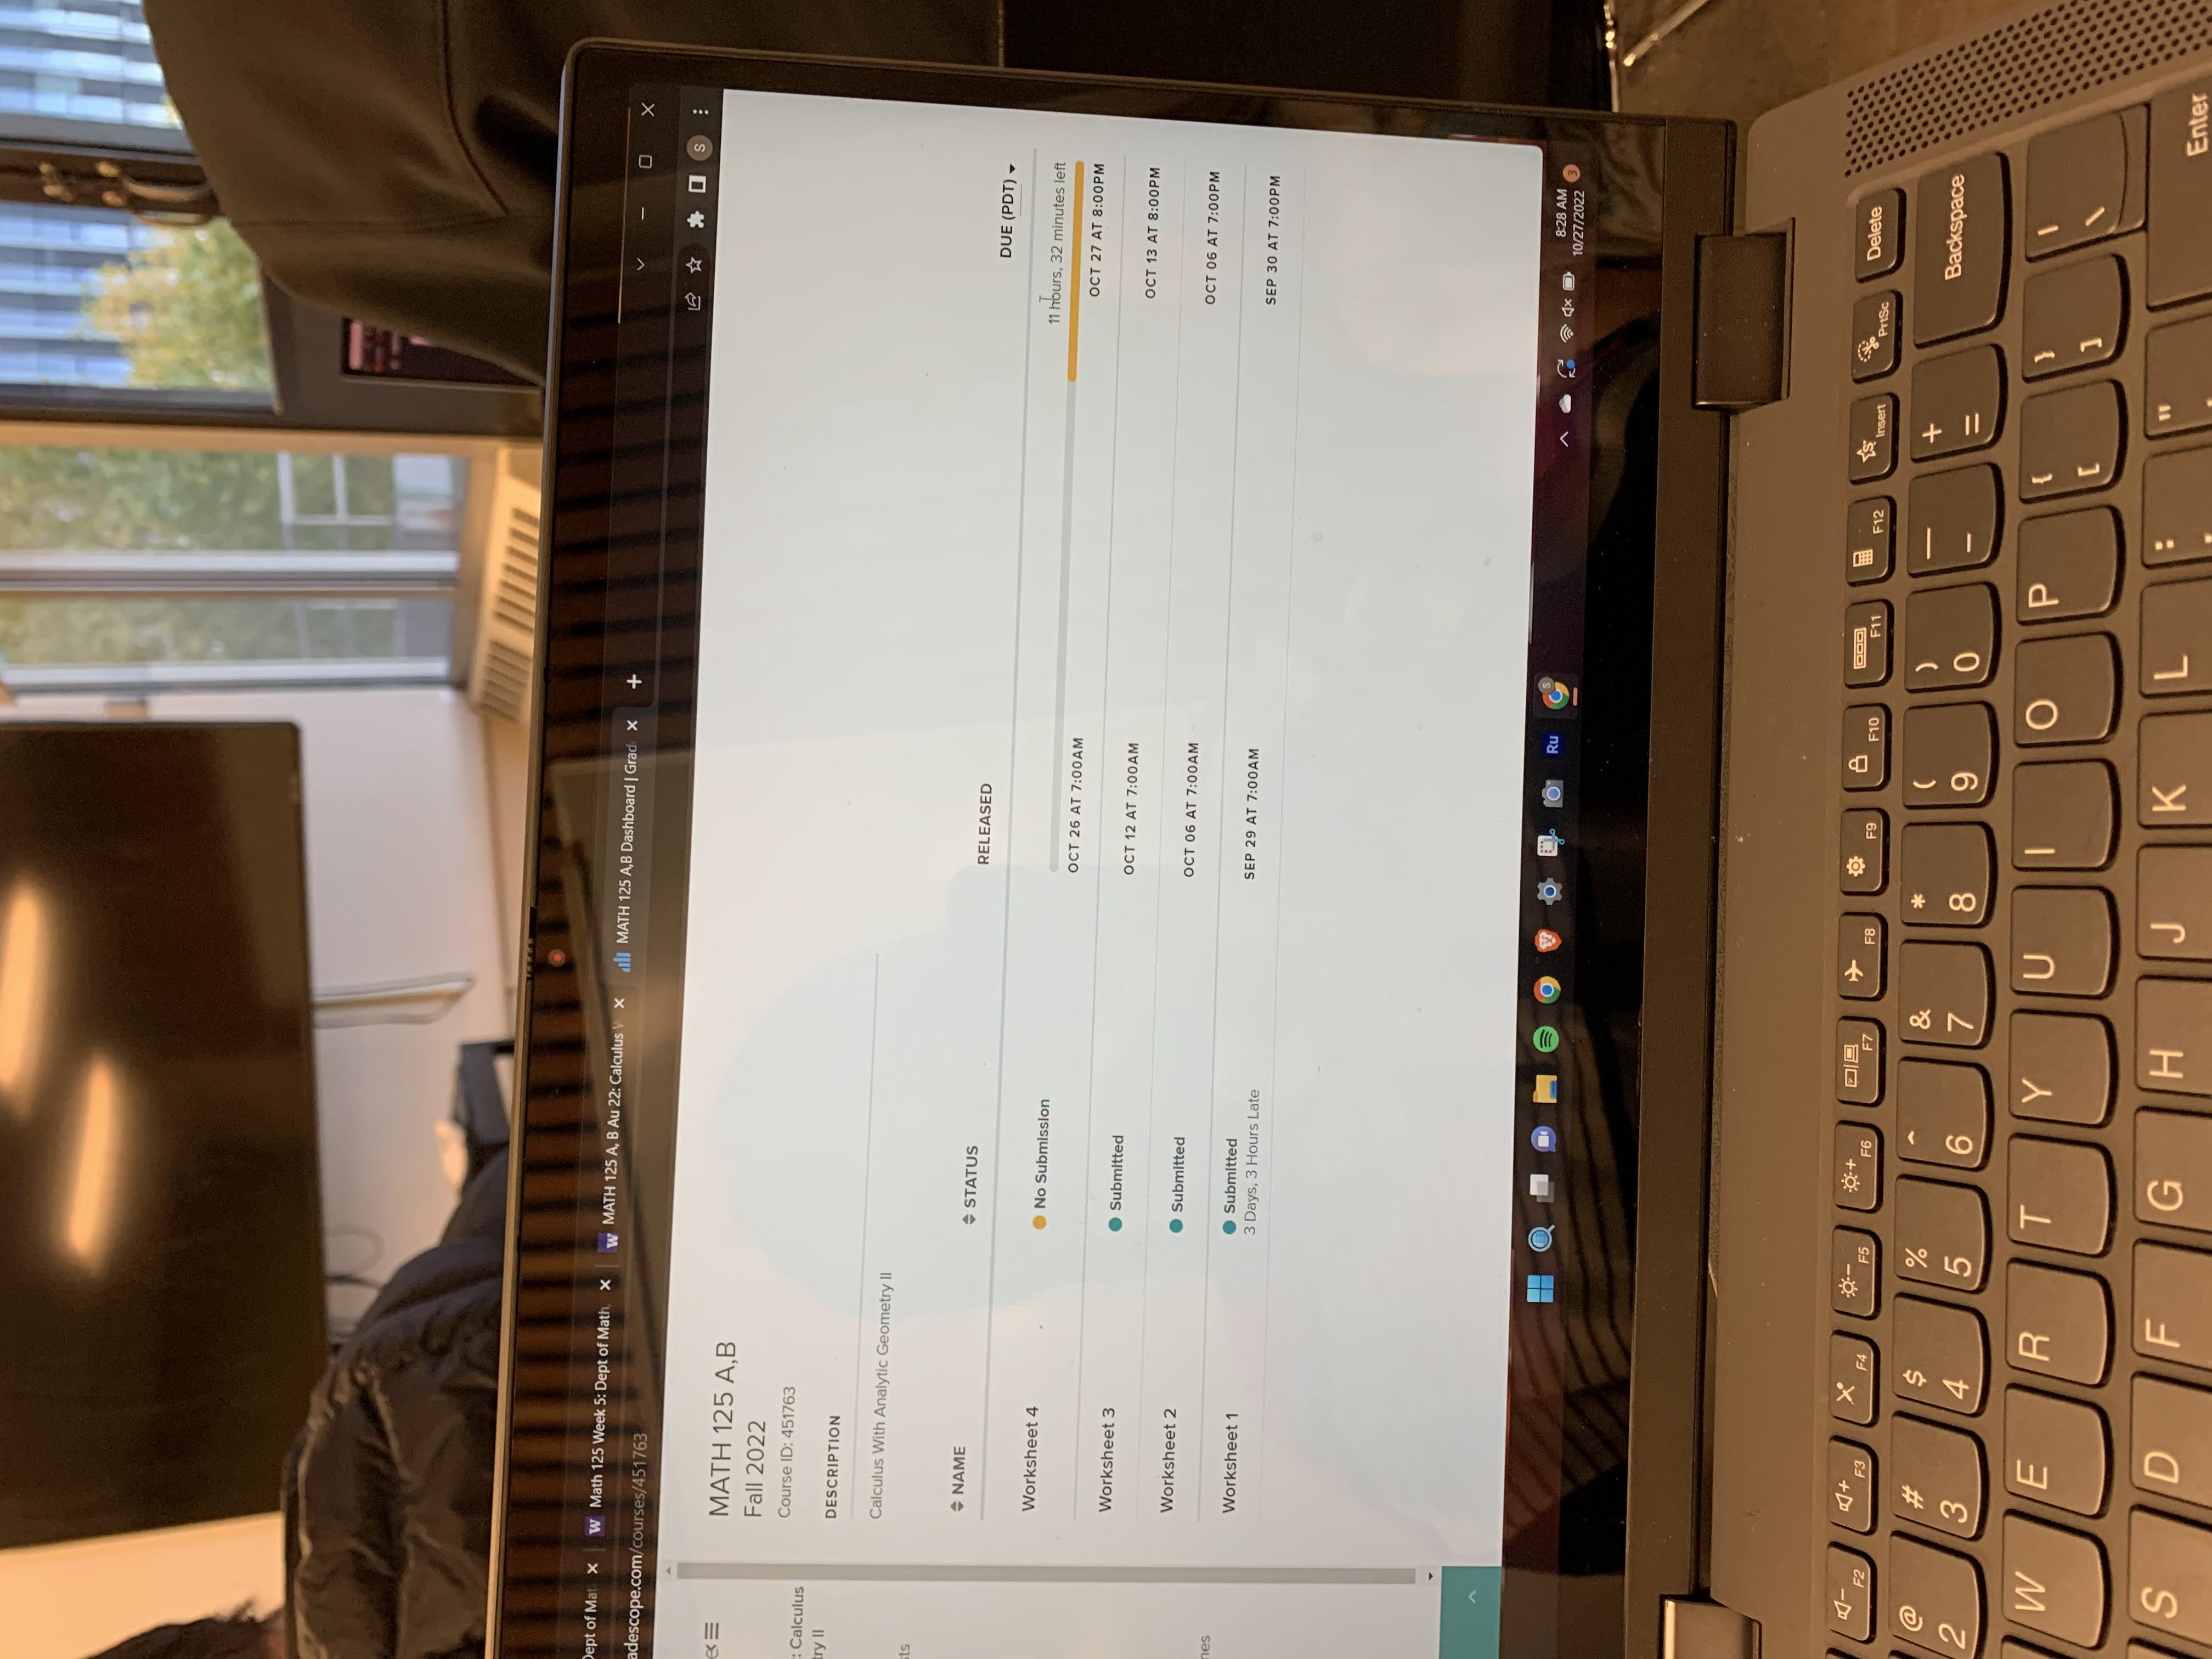 Dept of Mat
Math 125 Week 5: Dept of Math
MATH 125 A, B Au 22: Calculus W
MATH 125 A,B Dashboard | Grad
adescope.com/courses/451763
S
MATH 125 A,B
Fall 2022
Course ID: 451763
: Calculus
try II
DESCRIPTION
Calculus With Analytic Geometry II
sts
NAME STATUS RELEASED DUE (PDT)
Worksheet 4 No Submission 11 hours, 32 minutes left
OCT 26 AT 7:00AM OCT 27 AT 8:00PM
Worksheet 3 Submitted OCT 12 AT 7:00AM OCT 13 AT 8:00PM
Worksheet 2 Submitted OCT 06 AT 7:00AM OCT 06 AT 7:00PM
nes
Worksheet 1 Submitted SEP 29 AT 7:00AM SEP 30 AT 7:00PM
3 Days, 3 Hours Late
Ru
S
8:28 AM
10/27/2022
3
F2 F3 F4 F5 F6 F7 F8 F9 F10 F11 F12 Insert PrtSc Delete
@ # $ % ^ & * ( ) — +
2 3 4 5 6 7 8 9 0 - = Backspace
W E R T Y U I O P { } |
[ ] \
S D F G H J K L : "
Enter